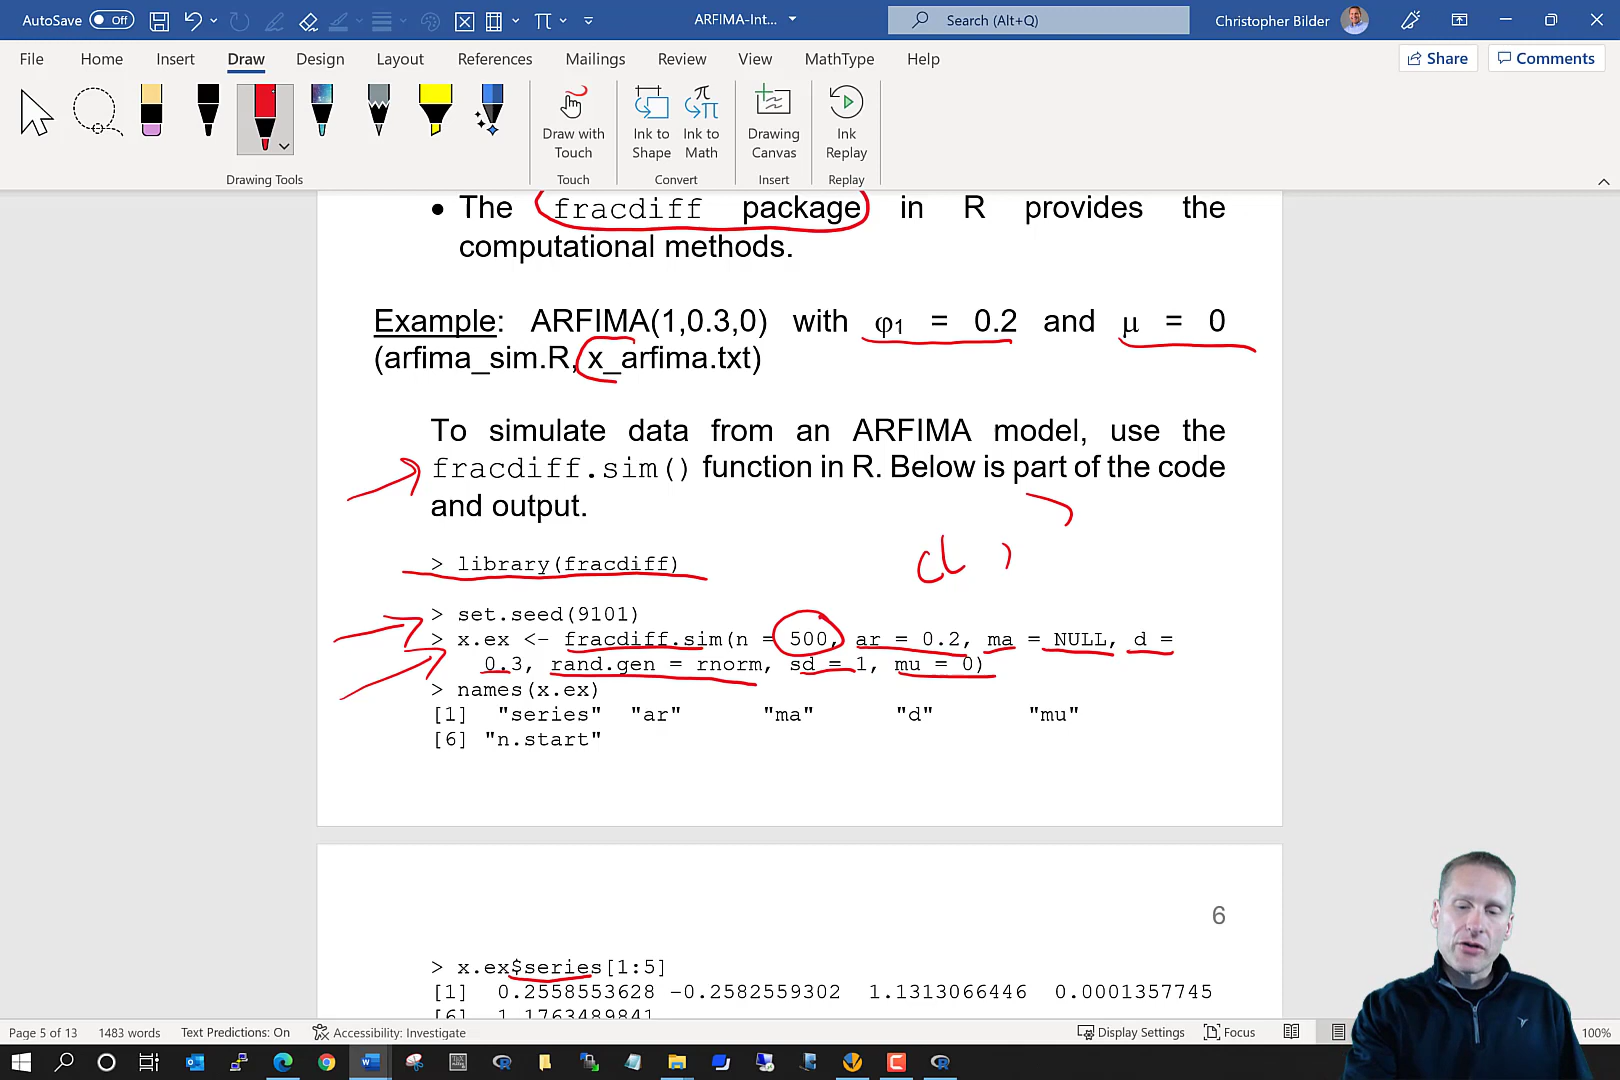 AutoSave Off ARFIMA-Int... Search (Alt+Q) Christopher Bilder
File Home Insert Draw Design Layout References Mailings Review View MathType Help Share Comments
Draw with Touch Ink to Shape Ink to Math Drawing Canvas Ink Replay
Drawing Tools Touch Convert Insert Replay
• The fracdiff package in R provides the
computational methods.
Example: ARFIMA(1,0.3,0) with φ1 = 0.2 and μ = 0
(arfima_sim.R, x_arfima.txt)
To simulate data from an ARFIMA model, use the
fracdiff.sim() function in R. Below is part of the code
and output.
d
> library(fracdiff)
> set.seed(9101)
> x.ex <- fracdiff.sim(n = 500, ar = 0.2, ma = NULL, d =
0.3, rand.gen = rnorm, sd = 1, mu = 0)
> names(x.ex)
[1] "series" "ar" "ma" "d" "mu"
[6] "n.start"
6
> x.ex$series[1:5]
[1] 0.2558553628 -0.2582559302 1.1313066446 0.0001357745
[6] 1.1763489841
Page 5 of 13 1483 words Text Predictions: On Accessibility: Investigate Display Settings Focus 100%